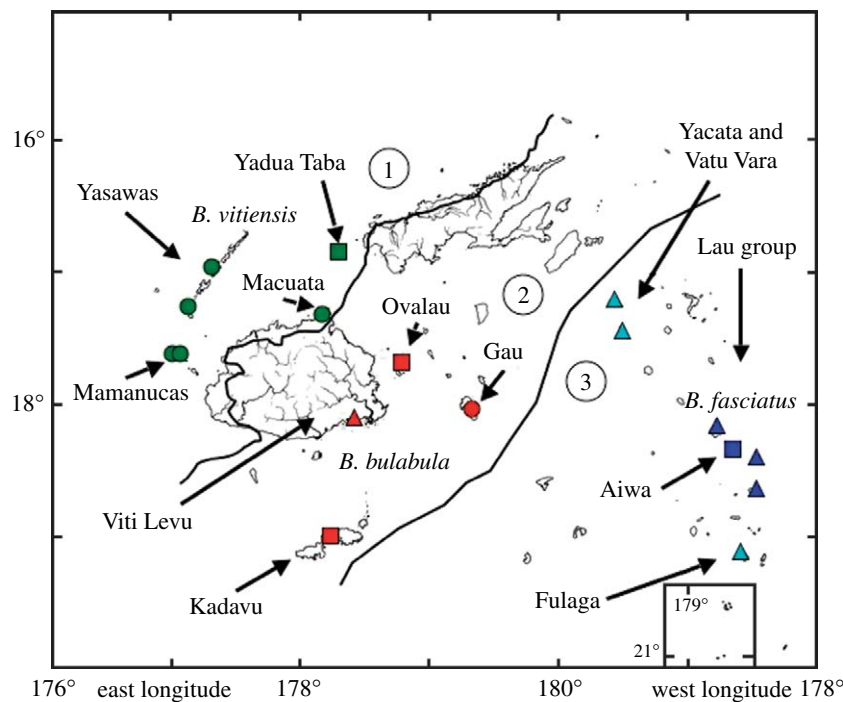 16°
18°
Yasawas
B. vitiensis
Yadua Taba
1
Yacata and
Vatu Vara
Macuata
Ovalau
2
Lau group
Gau
Mamanucas
3
B. fasciatus
B. bulabula
Aiwa
Viti Levu
Kadavu
Fulaga
179°
21°
176° east longitude 178° 180° west longitude 178°